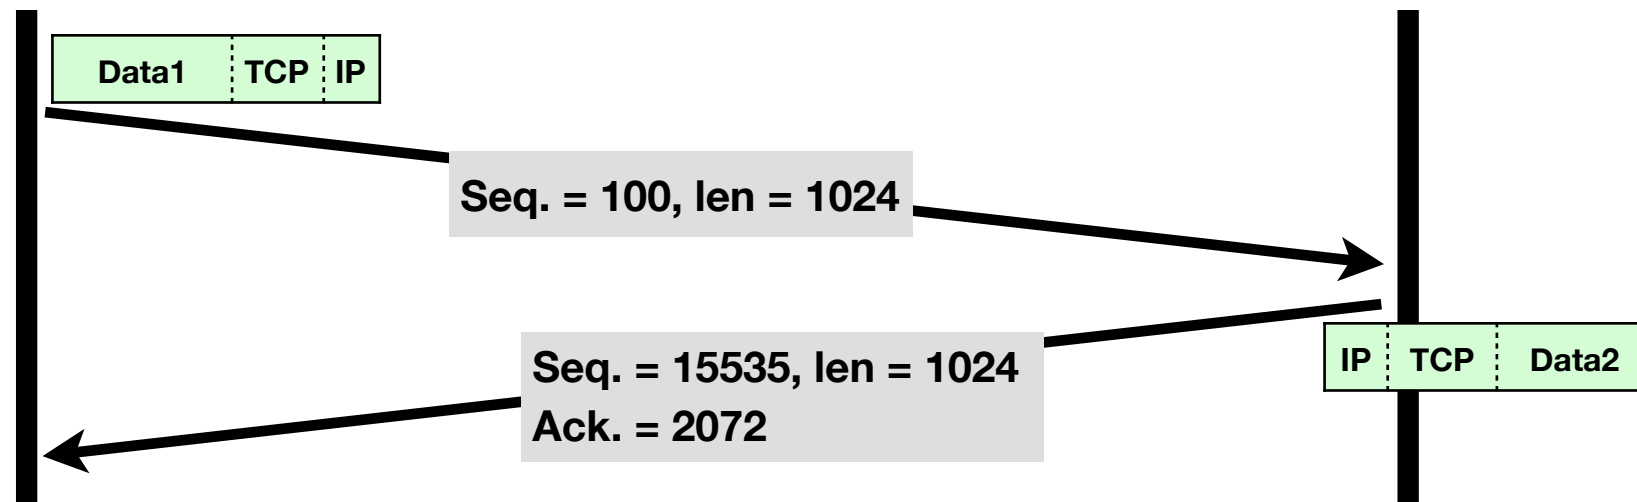 Data1 TCP IP
Seq. = 100, len = 1024
IP TCP Data2
Seq. = 15535, len = 1024
Ack. = 2072